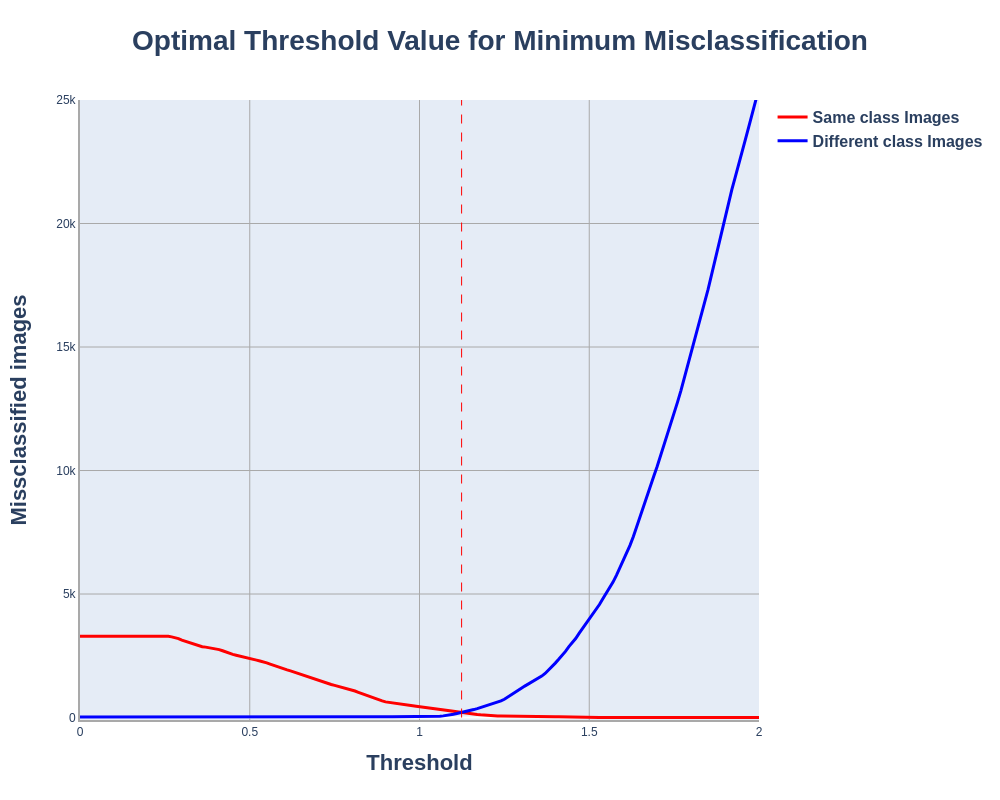 Optimal Threshold Value for Minimum Misclassification
25k
20k
15k
10k
5k
0
Missclassified images
0
0.5
1
1.5
2
Threshold
Same class Images
Different class Images